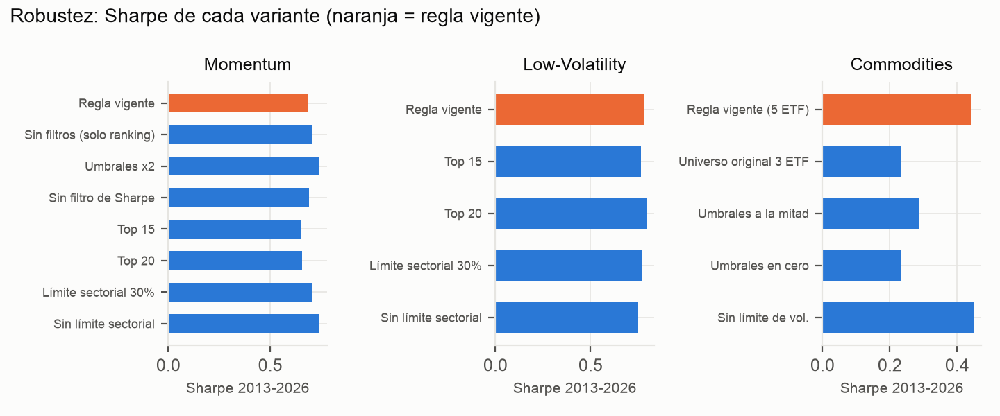 Robustez: Sharpe de cada variante (naranja = regla vigente)
Momentum
Regla vigente
Sin filtros (solo ranking)
Umbrales x2
Sin filtro de Sharpe
Top 15
Top 20
Límite sectorial 30%
Sin límite sectorial
0.0 0.5
Sharpe 2013-2026
Low-Volatility
Regla vigente
Top 15
Top 20
Límite sectorial 30%
Sin límite sectorial
0.0 0.5
Sharpe 2013-2026
Commodities
Regla vigente (5 ETF)
Universo original 3 ETF
Umbrales a la mitad
Umbrales en cero
Sin límite de vol.
0.0 0.2 0.4
Sharpe 2013-2026